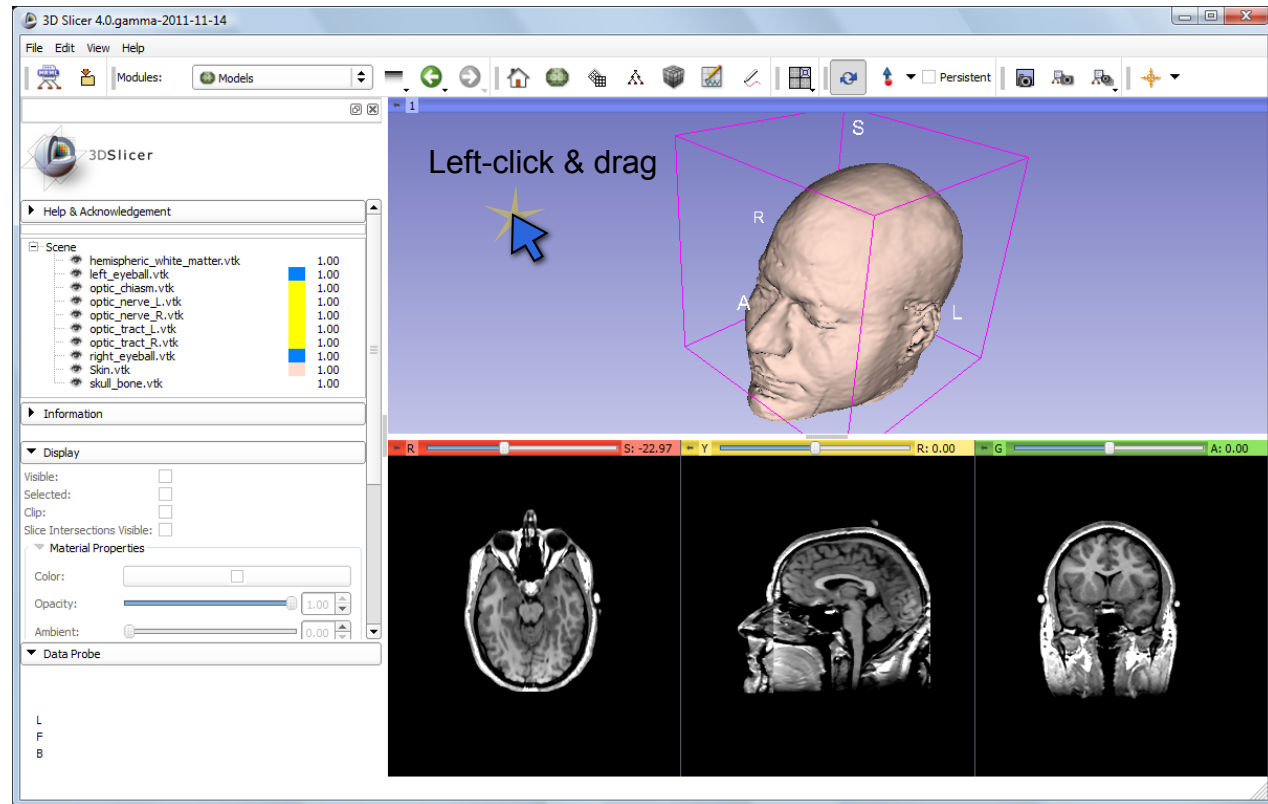 3D Slicer 4.0.gamma-2011-11-14
File Edit View Help
Modules: Models Persistent
1
3DSlicer
Help & Acknowledgement
Scene
hemispheric_white_matter.vtk 1.00
left_eyeball.vtk 1.00
optic_chiasm.vtk 1.00
optic_nerve_L.vtk 1.00
optic_nerve_R.vtk 1.00
optic_tract_L.vtk 1.00
optic_tract_R.vtk 1.00
right_eyeball.vtk 1.00
Skin.vtk 1.00
skull_bone.vtk 1.00
Information
Display
Visible:
Selected:
Clip:
Slice Intersections Visible:
Material Properties
Color:
Opacity: 1.00
Ambient: 0.00
Data Probe
L
F
B
Left-click & drag
S
R
A
L
R S: -22.97 Y R: 0.00 G A: 0.00